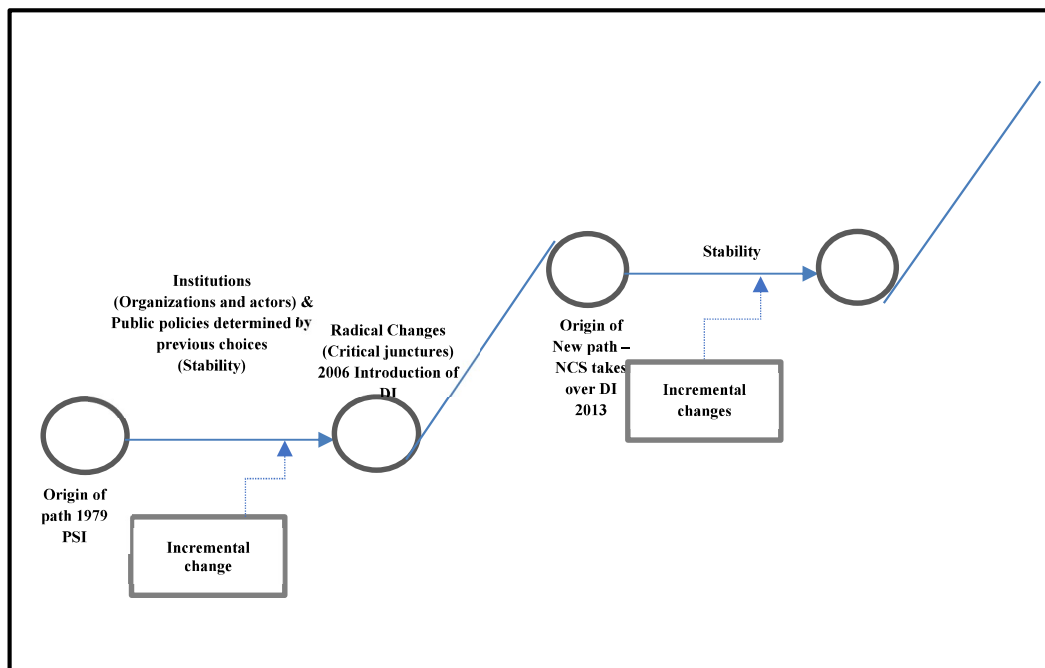 Institutions
(Organizations and actors) &
Public policies determined by
previous choices
(Stability)
Radical Changes
(Critical junctures)
2006 Introduction of
DI
Origin of
path 1979
PSI
Incremental
change
Stability
Origin of
New path –
NCS takes
over DI
2013
Incremental
changes